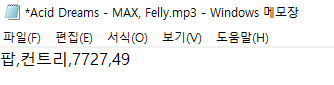 *Acid Dreams - MAX, Felly.mp3 - Windows 메모장
파일(F) 편집(E) 서식(O) 보기(V) 도움말(H)
팝,컨트리,7727,49